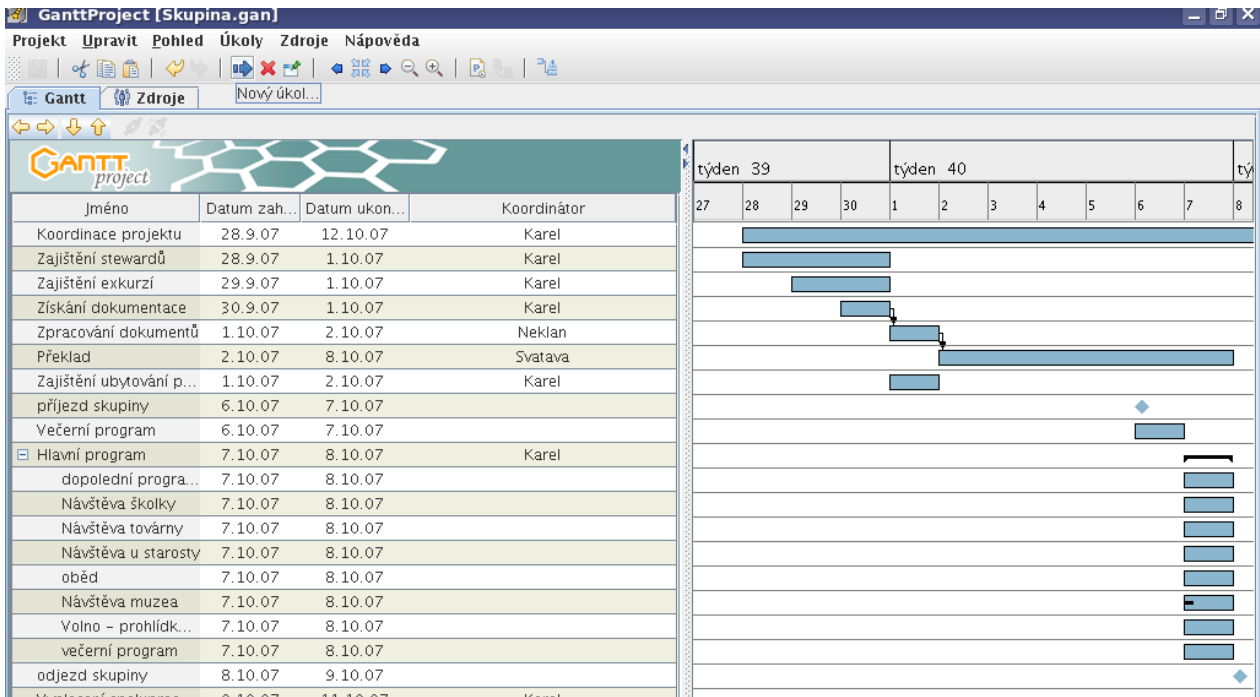 GanttProject [Skupina.gan]
Projekt Upravit Pohled Úkoly Zdroje Nápověda
Nový úkol...
Gantt Zdroje
GANTT project
týden 39 týden 40 tý
Jméno Datum zah... Datum ukon... Koordinátor 27 28 29 30 1 2 3 4 5 6 7 8
Koordinace projektu 28.9.07 12.10.07 Karel
Zajištění stewardů 28.9.07 1.10.07 Karel
Zajištění exkurzí 29.9.07 1.10.07 Karel
Získání dokumentace 30.9.07 1.10.07 Karel
Zpracování dokumentů 1.10.07 2.10.07 Neklan
Překlad 2.10.07 8.10.07 Svatava
Zajištění ubytování p... 1.10.07 2.10.07 Karel
příjezd skupiny 6.10.07 7.10.07
Večerní program 6.10.07 7.10.07
Hlavní program 7.10.07 8.10.07 Karel
dopolední progra... 7.10.07 8.10.07
Návštěva školky 7.10.07 8.10.07
Návštěva továrny 7.10.07 8.10.07
Návštěva u starosty 7.10.07 8.10.07
oběd 7.10.07 8.10.07
Návštěva muzea 7.10.07 8.10.07
Volno – prohlídk... 7.10.07 8.10.07
večerní program 7.10.07 8.10.07
odjezd skupiny 8.10.07 9.10.07